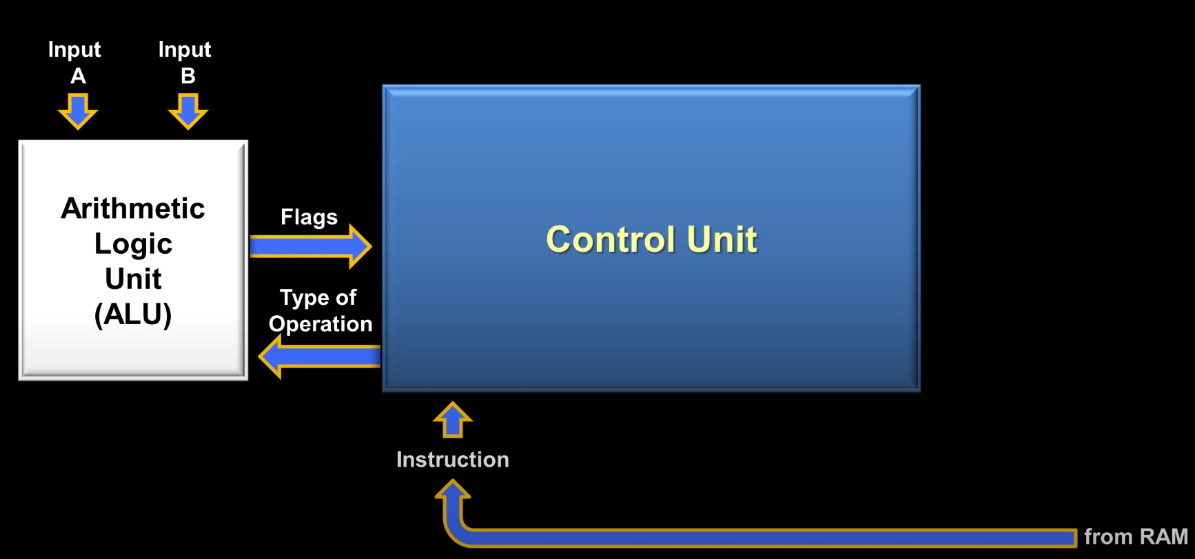 Input
A
Input
B
Arithmetic
Logic
Unit
(ALU)
Flags
Type of
Operation
Control Unit
Instruction
from RAM